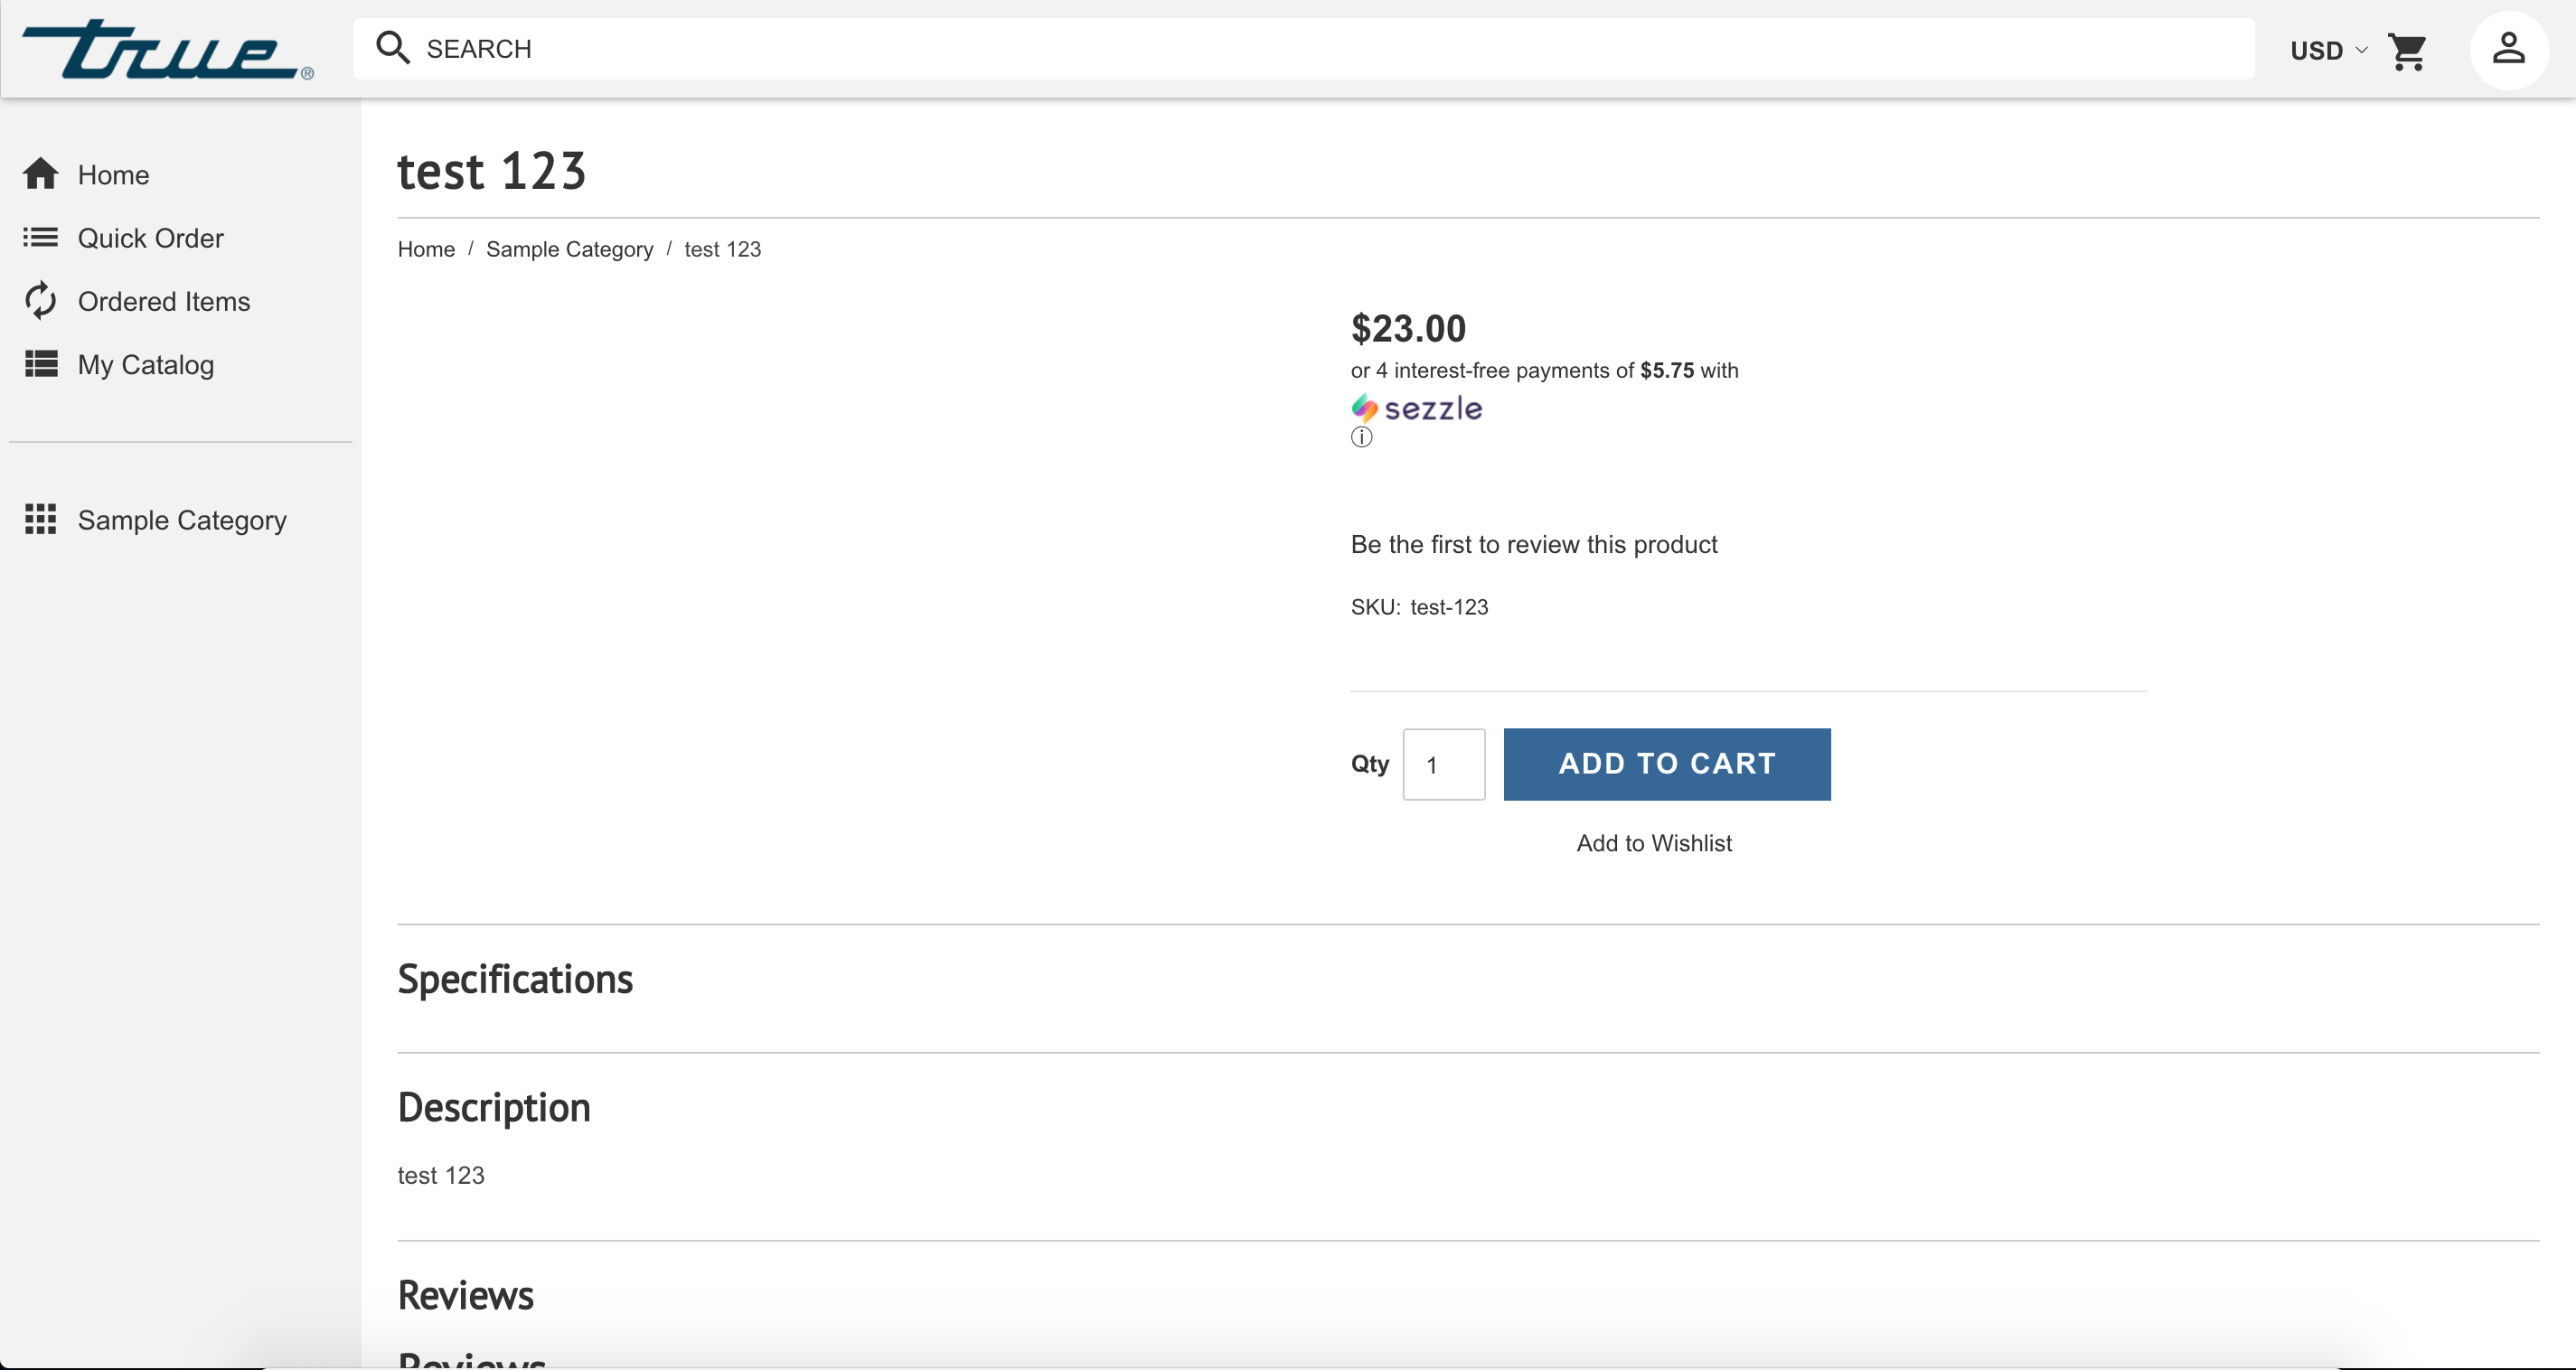 true®
SEARCH
USD
Home
Quick Order
Ordered Items
My Catalog
Sample Category
test 123
Home / Sample Category / test 123
$23.00
or 4 interest-free payments of $5.75 with
sezzle
Be the first to review this product
SKU: test-123
Qty 1 ADD TO CART
Add to Wishlist
Specifications
Description
test 123
Reviews
Reviews